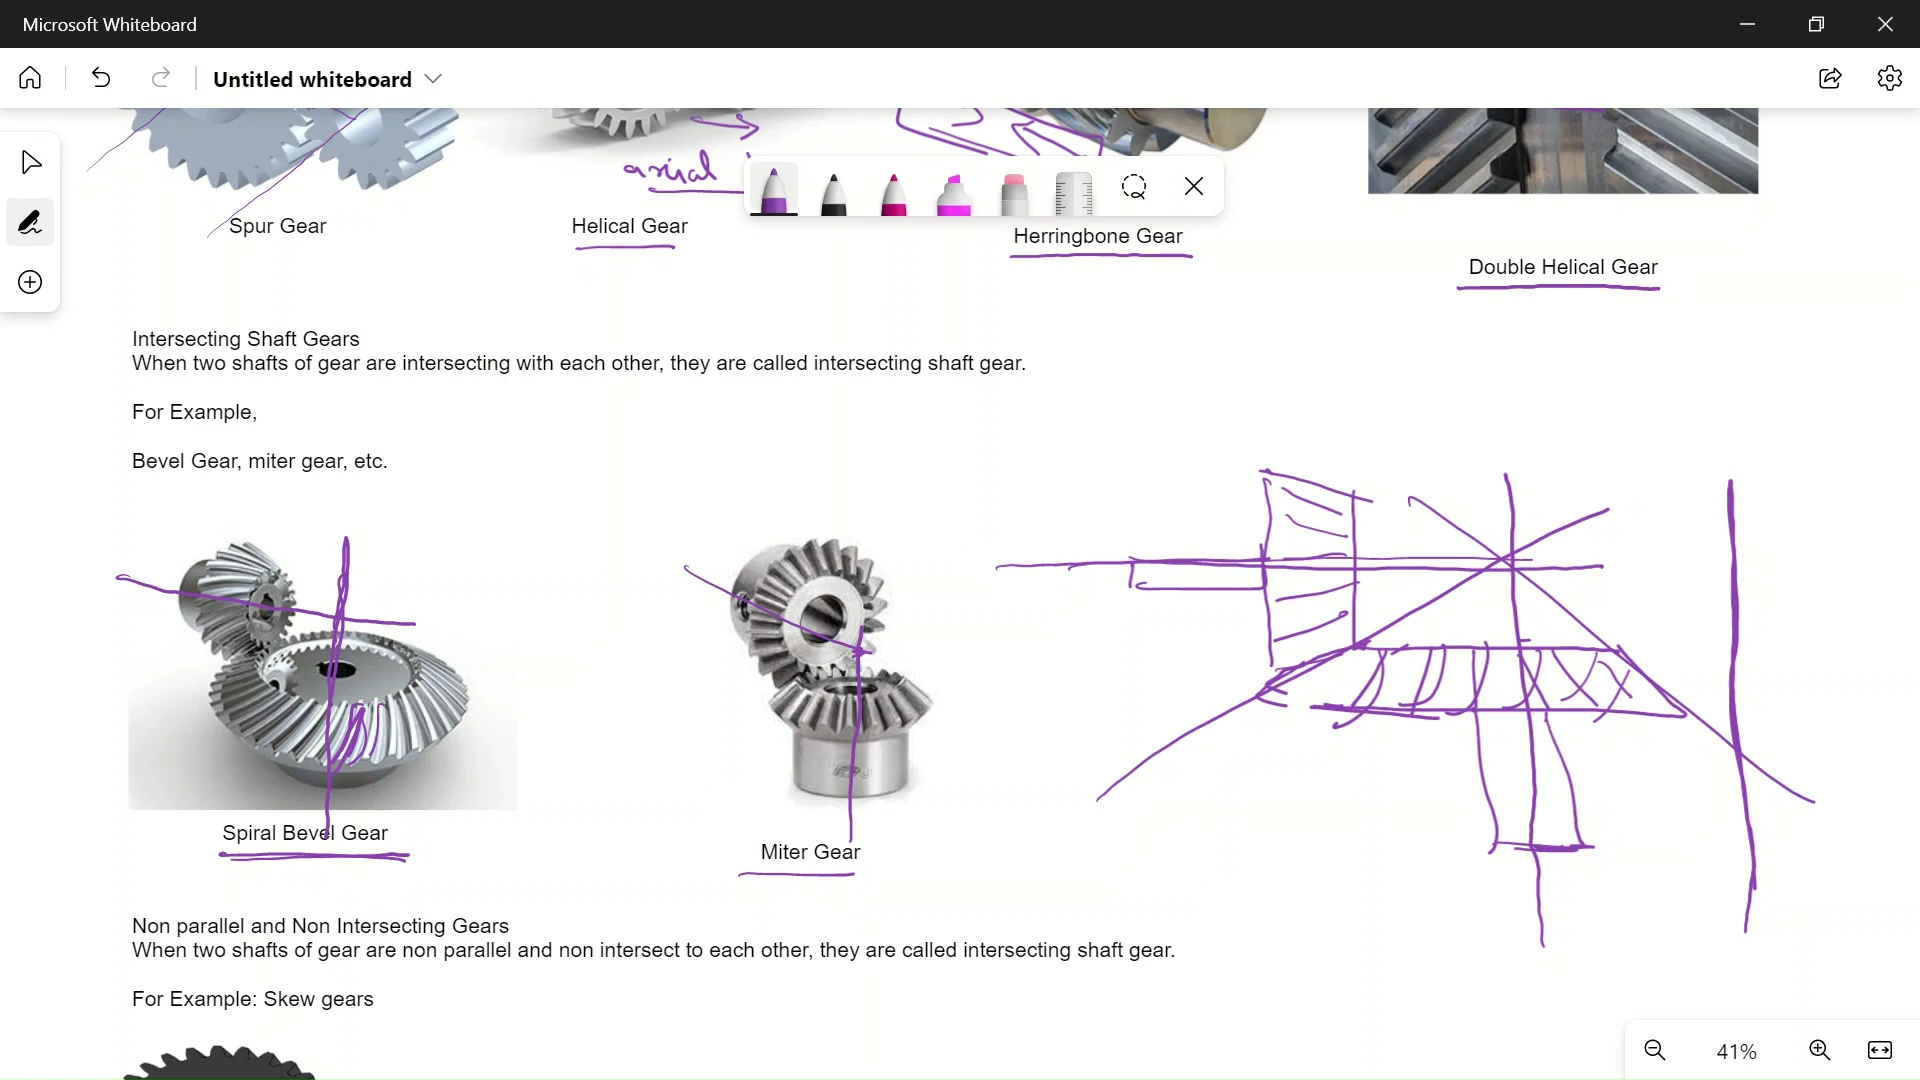 Microsoft Whiteboard
Untitled whiteboard
axial
Spur Gear
Helical Gear
Herringbone Gear
Double Helical Gear
Intersecting Shaft Gears
When two shafts of gear are intersecting with each other, they are called intersecting shaft gear.
For Example,
Bevel Gear, miter gear, etc.
Spiral Bevel Gear
Miter Gear
Non parallel and Non Intersecting Gears
When two shafts of gear are non parallel and non intersect to each other, they are called intersecting shaft gear.
For Example: Skew gears
41%